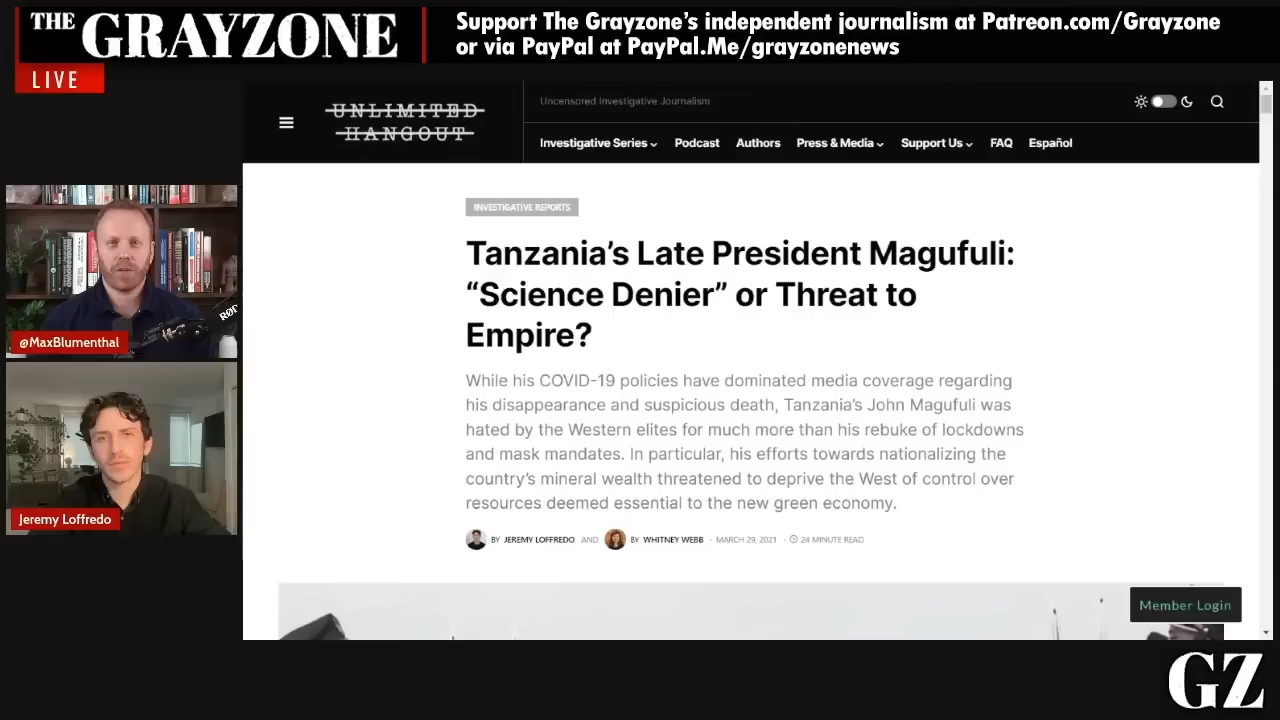 THE GRAYZONE
LIVE
Support The Grayzone's independent journalism at Patreon.com/Grayzone
or via PayPal at PayPal.Me/grayzonenews
UNLIMITED
HANGOUT
Uncensored Investigative Journalism
Investigative Series Podcast Authors Press & Media Support Us FAQ Español
INVESTIGATIVE REPORTS
Tanzania's Late President Magufuli:
“Science Denier” or Threat to
Empire?
While his COVID-19 policies have dominated media coverage regarding
his disappearance and suspicious death, Tanzania's John Magufuli was
hated by the Western elites for much more than his rebuke of lockdowns
and mask mandates. In particular, his efforts towards nationalizing the
country's mineral wealth threatened to deprive the West of control over
resources deemed essential to the new green economy.
BY JEREMY LOFFREDO AND BY WHITNEY WEBB · MARCH 29, 2021 · 24 MINUTE READ
Member Login
RØDE
@MaxBlumenthal
Jeremy Loffredo
GZ